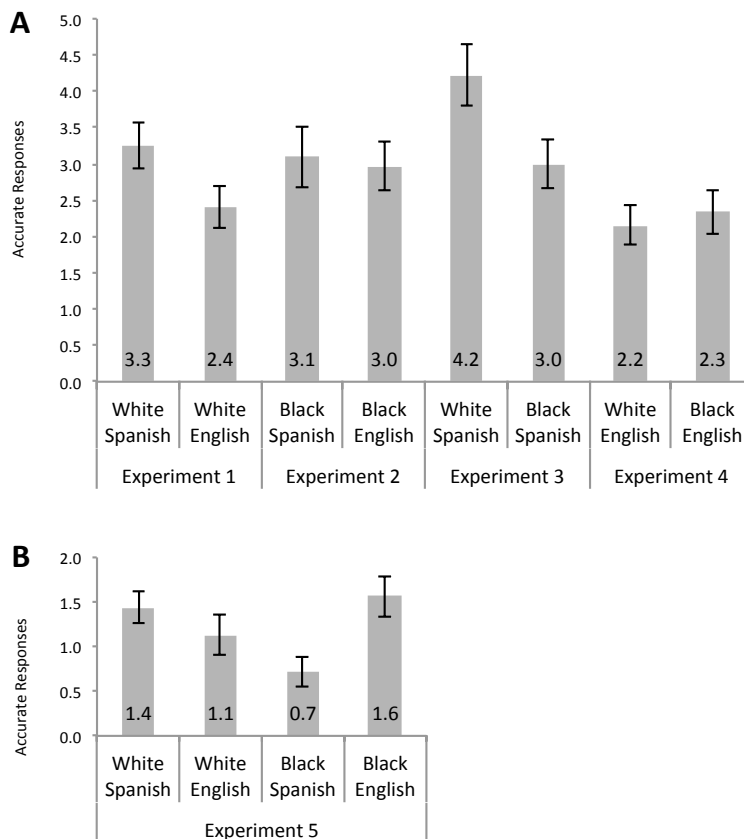 A
5.0
4.5
4.0
3.5
3.0
2.5
2.0
1.5
1.0
0.5
0.0
Accurate Responses
3.3 2.4 3.1 3.0 4.2 3.0 2.2 2.3
White White Black Black White Black White Black
Spanish English Spanish English Spanish Spanish English English
Experiment 1 Experiment 2 Experiment 3 Experiment 4
B
2.0
1.5
1.0
0.5
0.0
Accurate Responses
1.4 1.1 0.7 1.6
White White Black Black
Spanish English Spanish English
Experiment 5